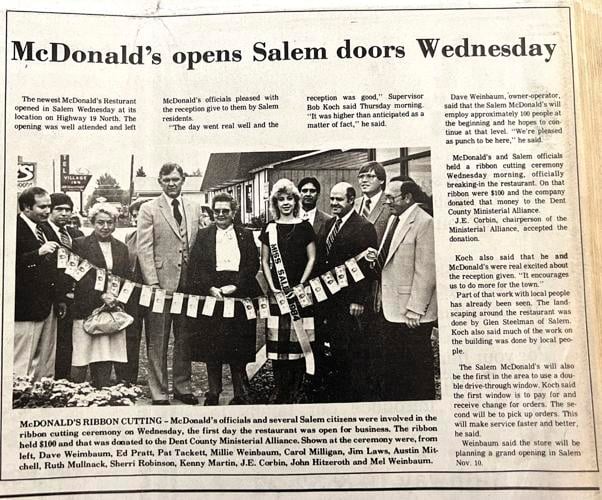 McDonald's opens Salem doors Wednesday
The newest McDonald's Resturant
opened in Salem Wednesday at its
location on Highway 19 North. The
opening was well attended and left
McDonald's officials pleased with
the reception give to them by Salem
residents.
"The day went real well and the
reception was good," Supervisor
Bob Koch said Thursday morning.
"It was higher than anticipated as a
matter of fact," he said.
Dave Weinbaum, owner-operator,
said that the Salem McDonald's will
employ approximately 100 people at
the beginning and he hopes to con-
tinue at that level. "We're pleased
as punch to be here," he said.
McDonald's and Salem officials
held a ribbon cutting ceremony
Wednesday morning, officially
breaking-in the restaurant. On that
ribbon were $100 and the company
donated that money to the Dent
County Ministerial Alliance.
J.E. Corbin, chairperson of the
Ministerial Alliance, accepted the
donation.
Koch also said that he and
McDonald's were real excited about
the reception given. "It encourages
us to do more for the town."
Part of that work with local people
has already been seen. The land-
scaping around the restaurant was
done by Glen Steelman of Salem.
Koch also said much of the work on
the building was done by local peo-
ple.
The Salem McDonald's will also
be the first in the area to use a dou-
ble drive-through window. Koch said
the first window is to pay for and
receive change for orders. The se-
cond will be to pick up orders. This
will make service faster and better,
he said.
Weinbaum said the store will be
planning a grand opening in Salem
Nov. 10.
VILLAGE
INN
MISS SALEM 1984
McDONALD'S RIBBON CUTTING – McDonald's officials and several Salem citizens were involved in the
ribbon cutting ceremony on Wednesday, the first day the restaurant was open for business. The ribbon
held $100 and that was donated to the Dent County Ministerial Alliance. Shown at the ceremony were, from
left, Dave Weimbaum, Ed Pratt, Pat Tackett, Millie Weinbaum, Carol Milligan, Jim Laws, Austin Mit-
chell, Ruth Mullnack, Sherri Robinson, Kenny Martin, J.E. Corbin, John Hitzeroth and Mel Weinbaum.